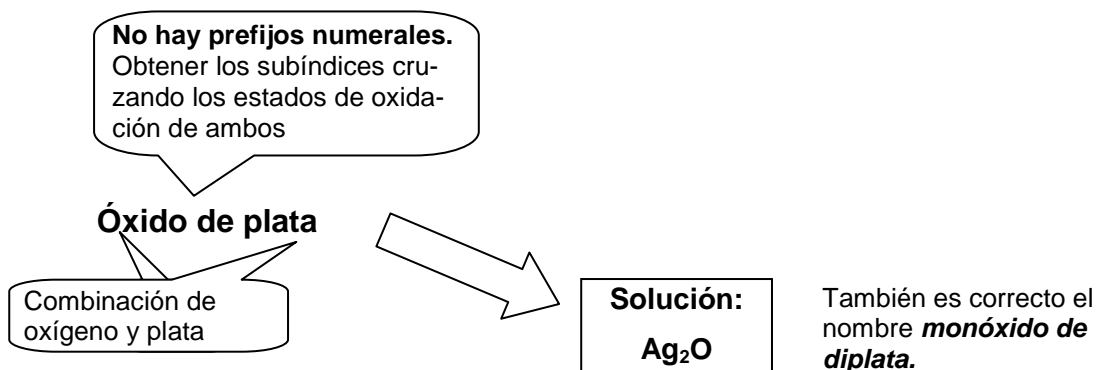 No hay prefijos numerales.
Obtener los subíndices cru-
zando los estados de oxida-
ción de ambos
Óxido de plata
Combinación de
oxígeno y plata
Solución:
Ag₂O
También es correcto el
nombre monóxido de
diplata.